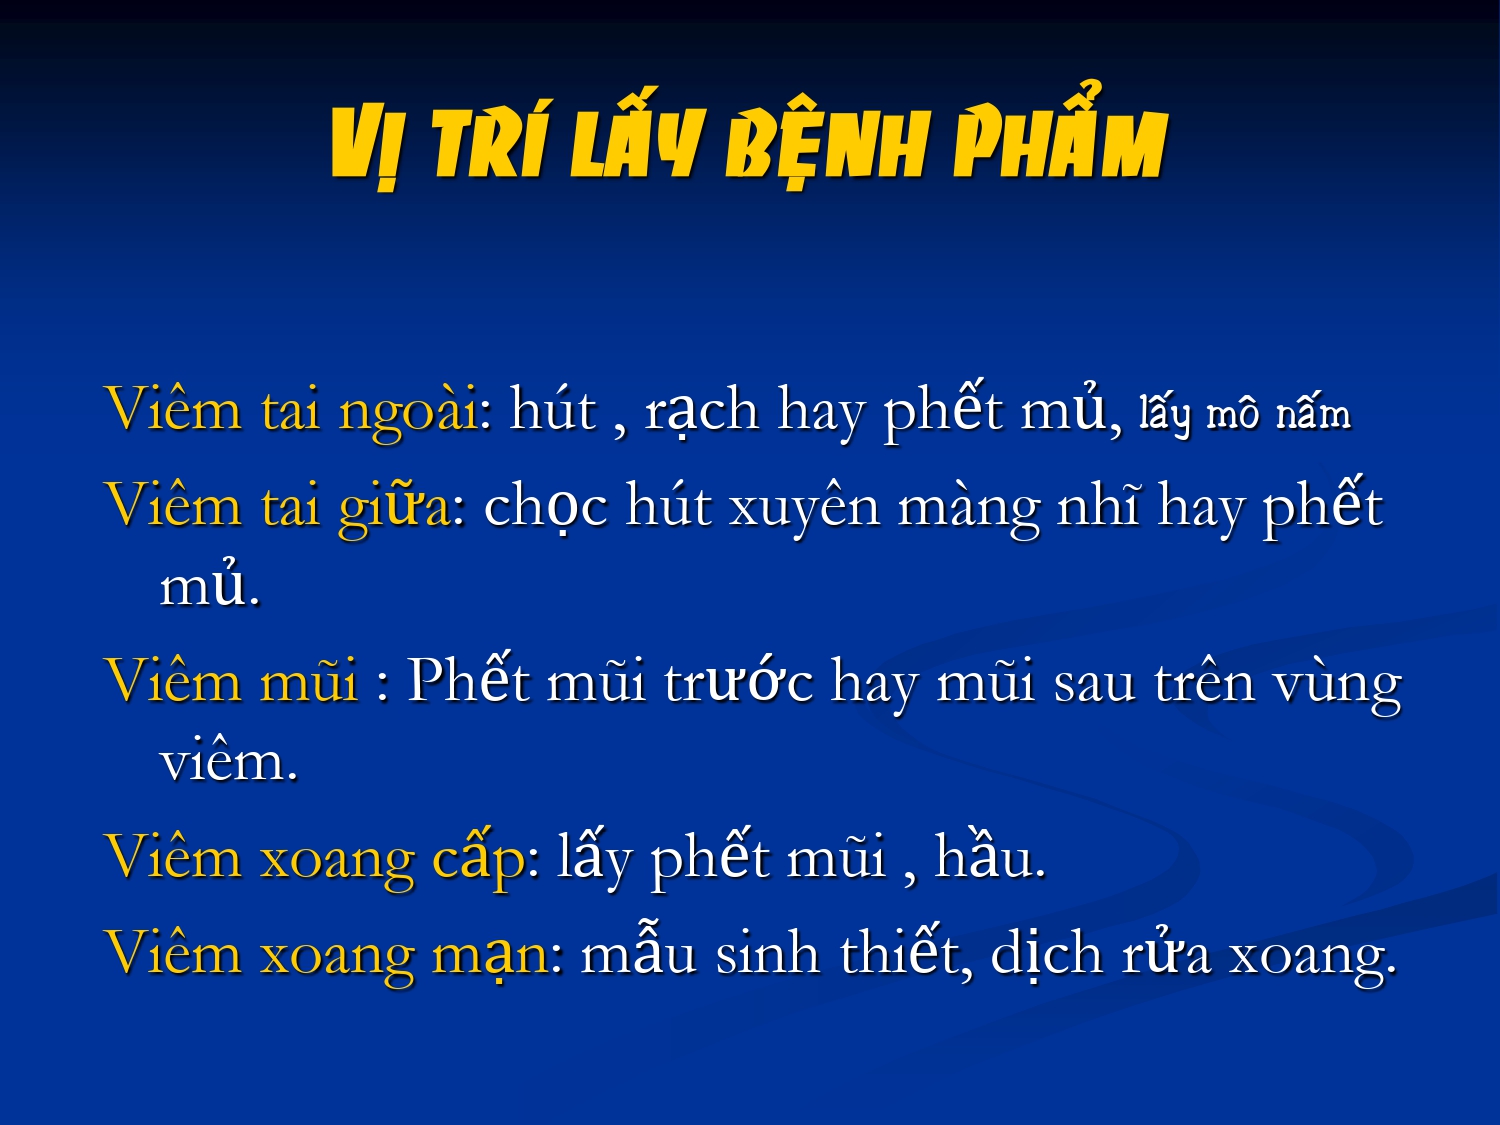 VỊ TRÍ LẤY BỆNH PHẨM
Viêm tai ngoài: hút , rạch hay phết mủ, lấy mô nấm
Viêm tai giữa: chọc hút xuyên màng nhĩ hay phết
mủ.
Viêm mũi : Phết mũi trước hay mũi sau trên vùng
viêm.
Viêm xoang cấp: lấy phết mũi , hầu.
Viêm xoang mạn: mẫu sinh thiết, dịch rửa xoang.